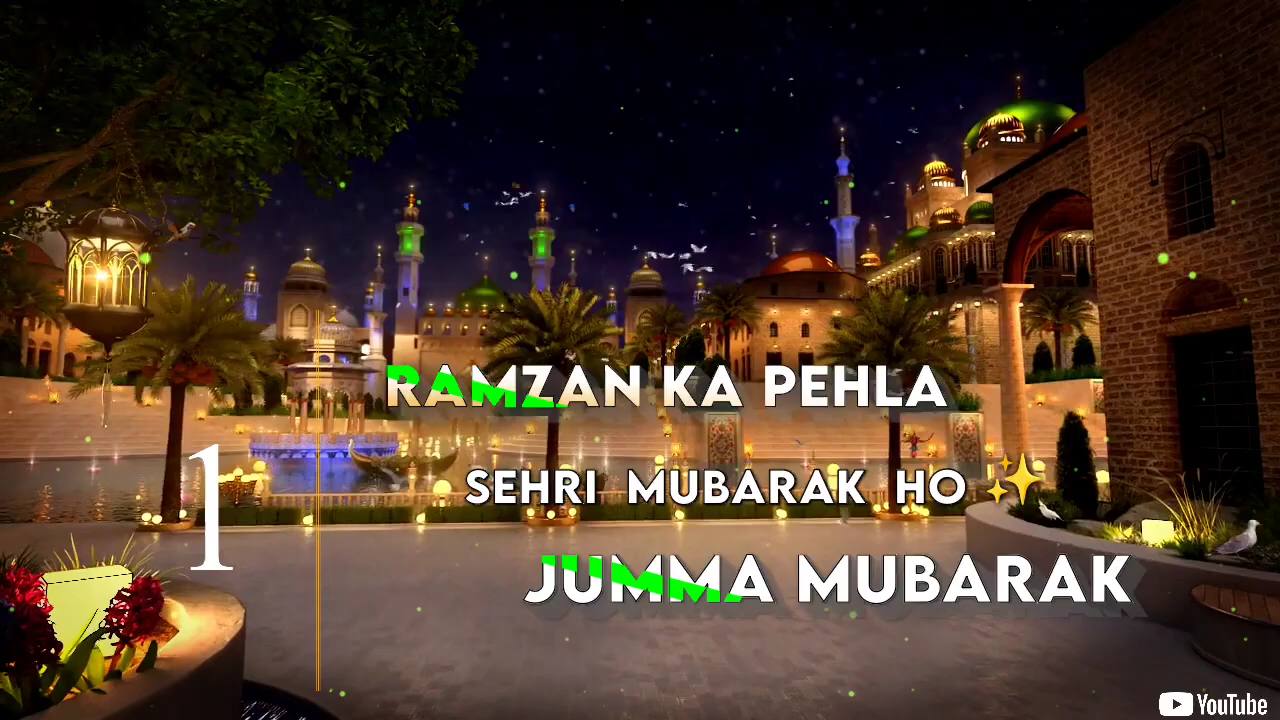 RAMZAN KA PEHLA
1
SEHRI MUBARAK HO ✨
JUMMA MUBARAK
YouTube